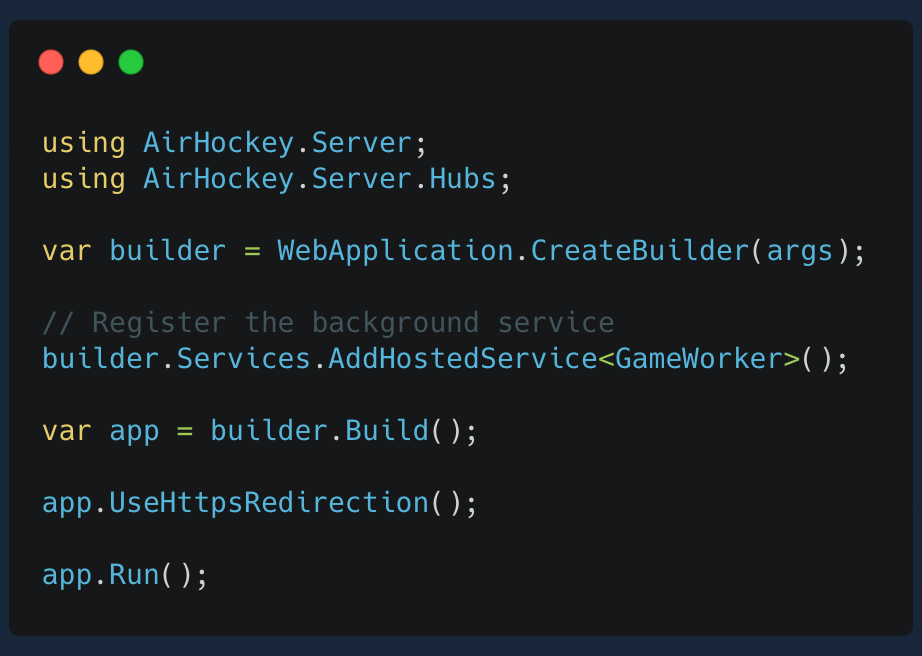 using AirHockey.Server;
using AirHockey.Server.Hubs;
var builder = WebApplication.CreateBuilder(args);
// Register the background service
builder.Services.AddHostedService<GameWorker>();
var app = builder.Build();
app.UseHttpsRedirection();
app.Run();